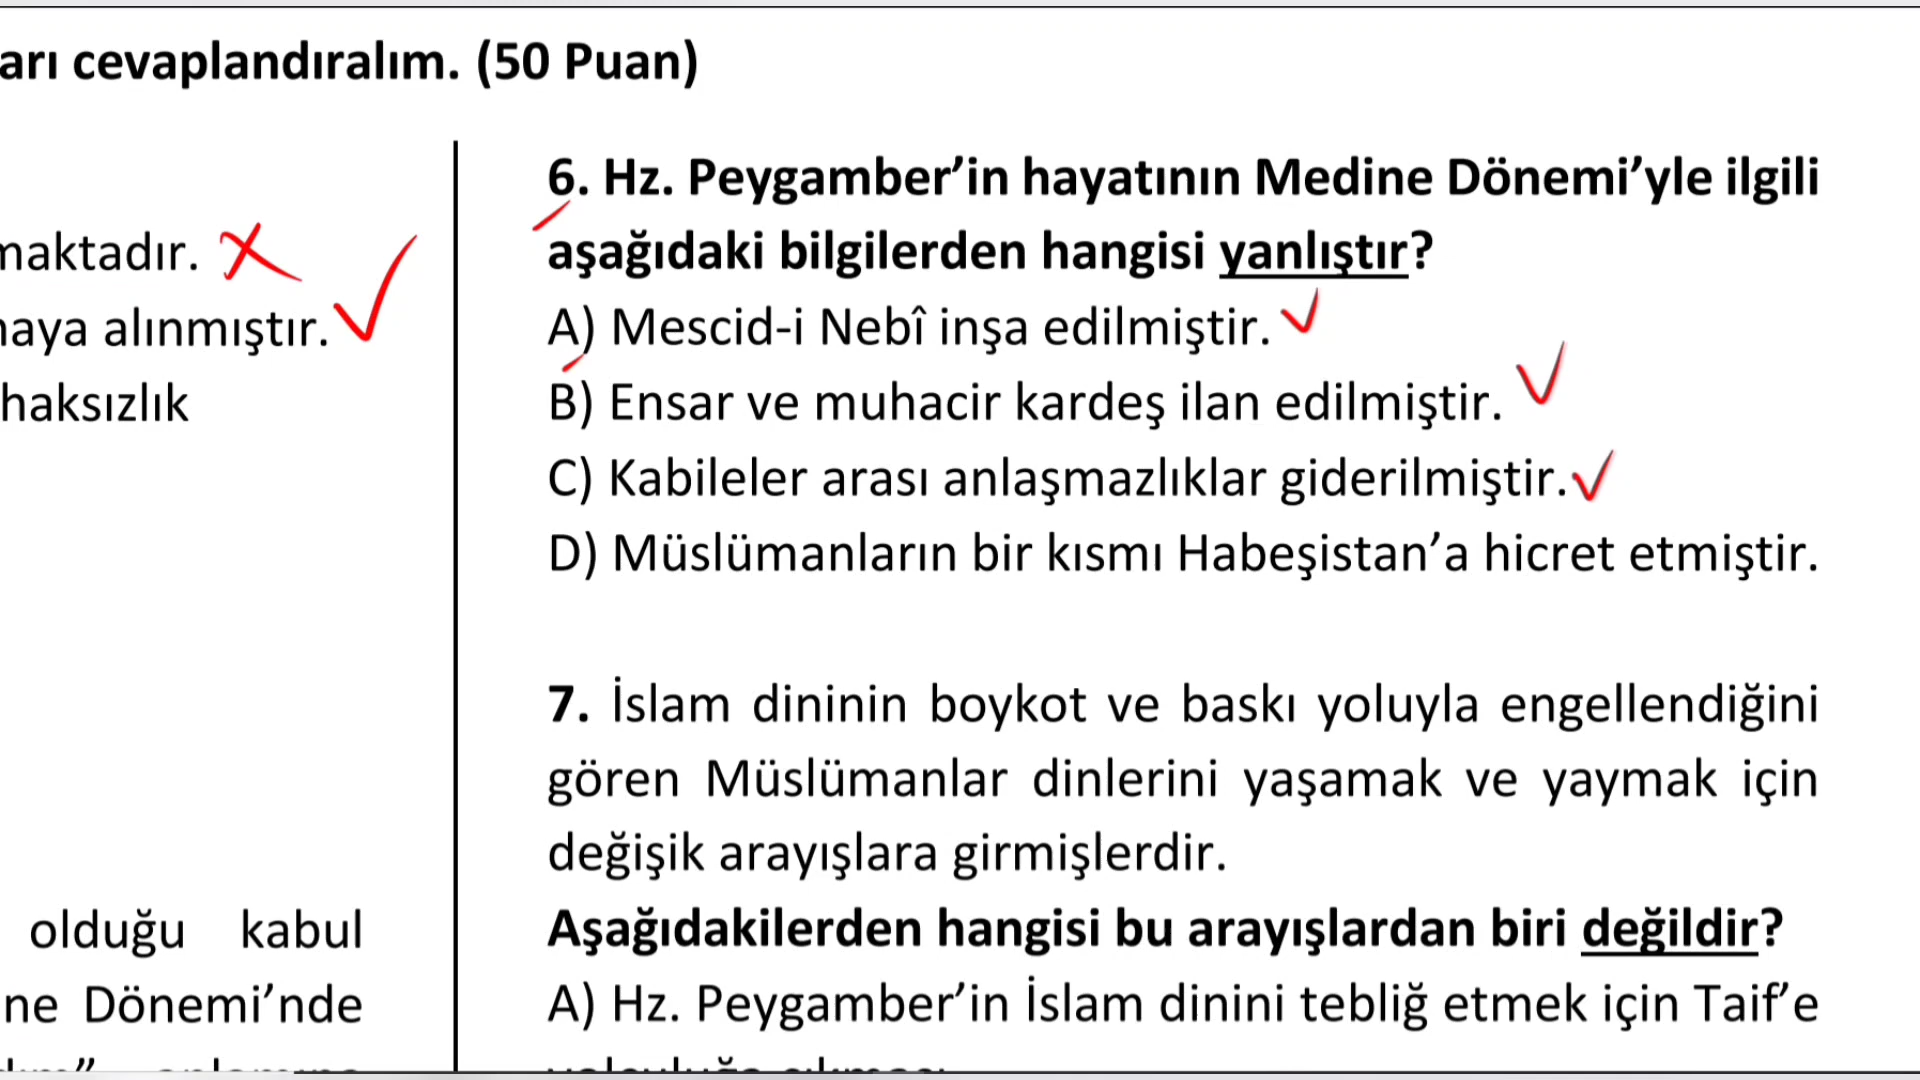 arı cevaplandıralım. (50 Puan)
maktadır.
naya alınmıştır.
haksızlık
olduğu kabul
ne Dönemi’nde
6. Hz. Peygamber’in hayatının Medine Dönemi’yle ilgili
aşağıdaki bilgilerden hangisi yanlıştır?
A) Mescid-i Nebî inşa edilmiştir.
B) Ensar ve muhacir kardeş ilan edilmiştir.
C) Kabileler arası anlaşmazlıklar giderilmiştir.
D) Müslümanların bir kısmı Habeşistan’a hicret etmiştir.
7. İslam dininin boykot ve baskı yoluyla engellendiğini
gören Müslümanlar dinlerini yaşamak ve yaymak için
değişik arayışlara girmişlerdir.
Aşağıdakilerden hangisi bu arayışlardan biri değildir?
A) Hz. Peygamber’in İslam dinini tebliğ etmek için Taif’e